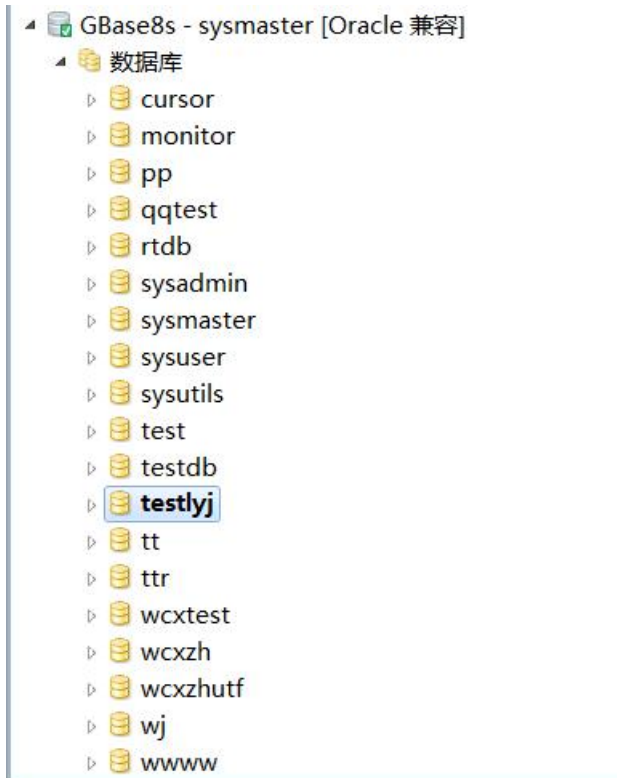 GBase8s - sysmaster [Oracle 兼容]
数据库
cursor
monitor
pp
qqtest
rtdb
sysadmin
sysmaster
sysuser
sysutils
test
testdb
testlyj
tt
ttr
wcxtest
wcxzh
wcxzhutf
wj
wwww